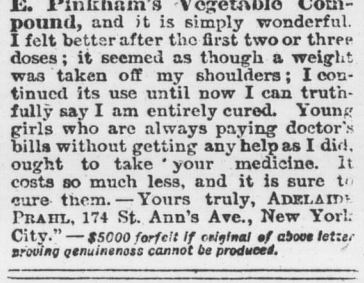 E. Pinkham's Vegetable Com-
pound, and it is simply wonderful.
I felt better after the first two or three
doses; it seemed as though a weight
was taken off my shoulders; I con-
tinued its use until now I can truth-
fully say I am entirely cured. Young
girls who are always paying doctor's
bills without getting any help as I did,
ought to take your medicine. It
costs so much less, and it is sure to
cure them.—Yours truly, ADELAIDE
PRAHL, 174 St. Ann's Ave., New York
City."—$5000 forfeit if original of above letter
proving genuineness cannot be produced.